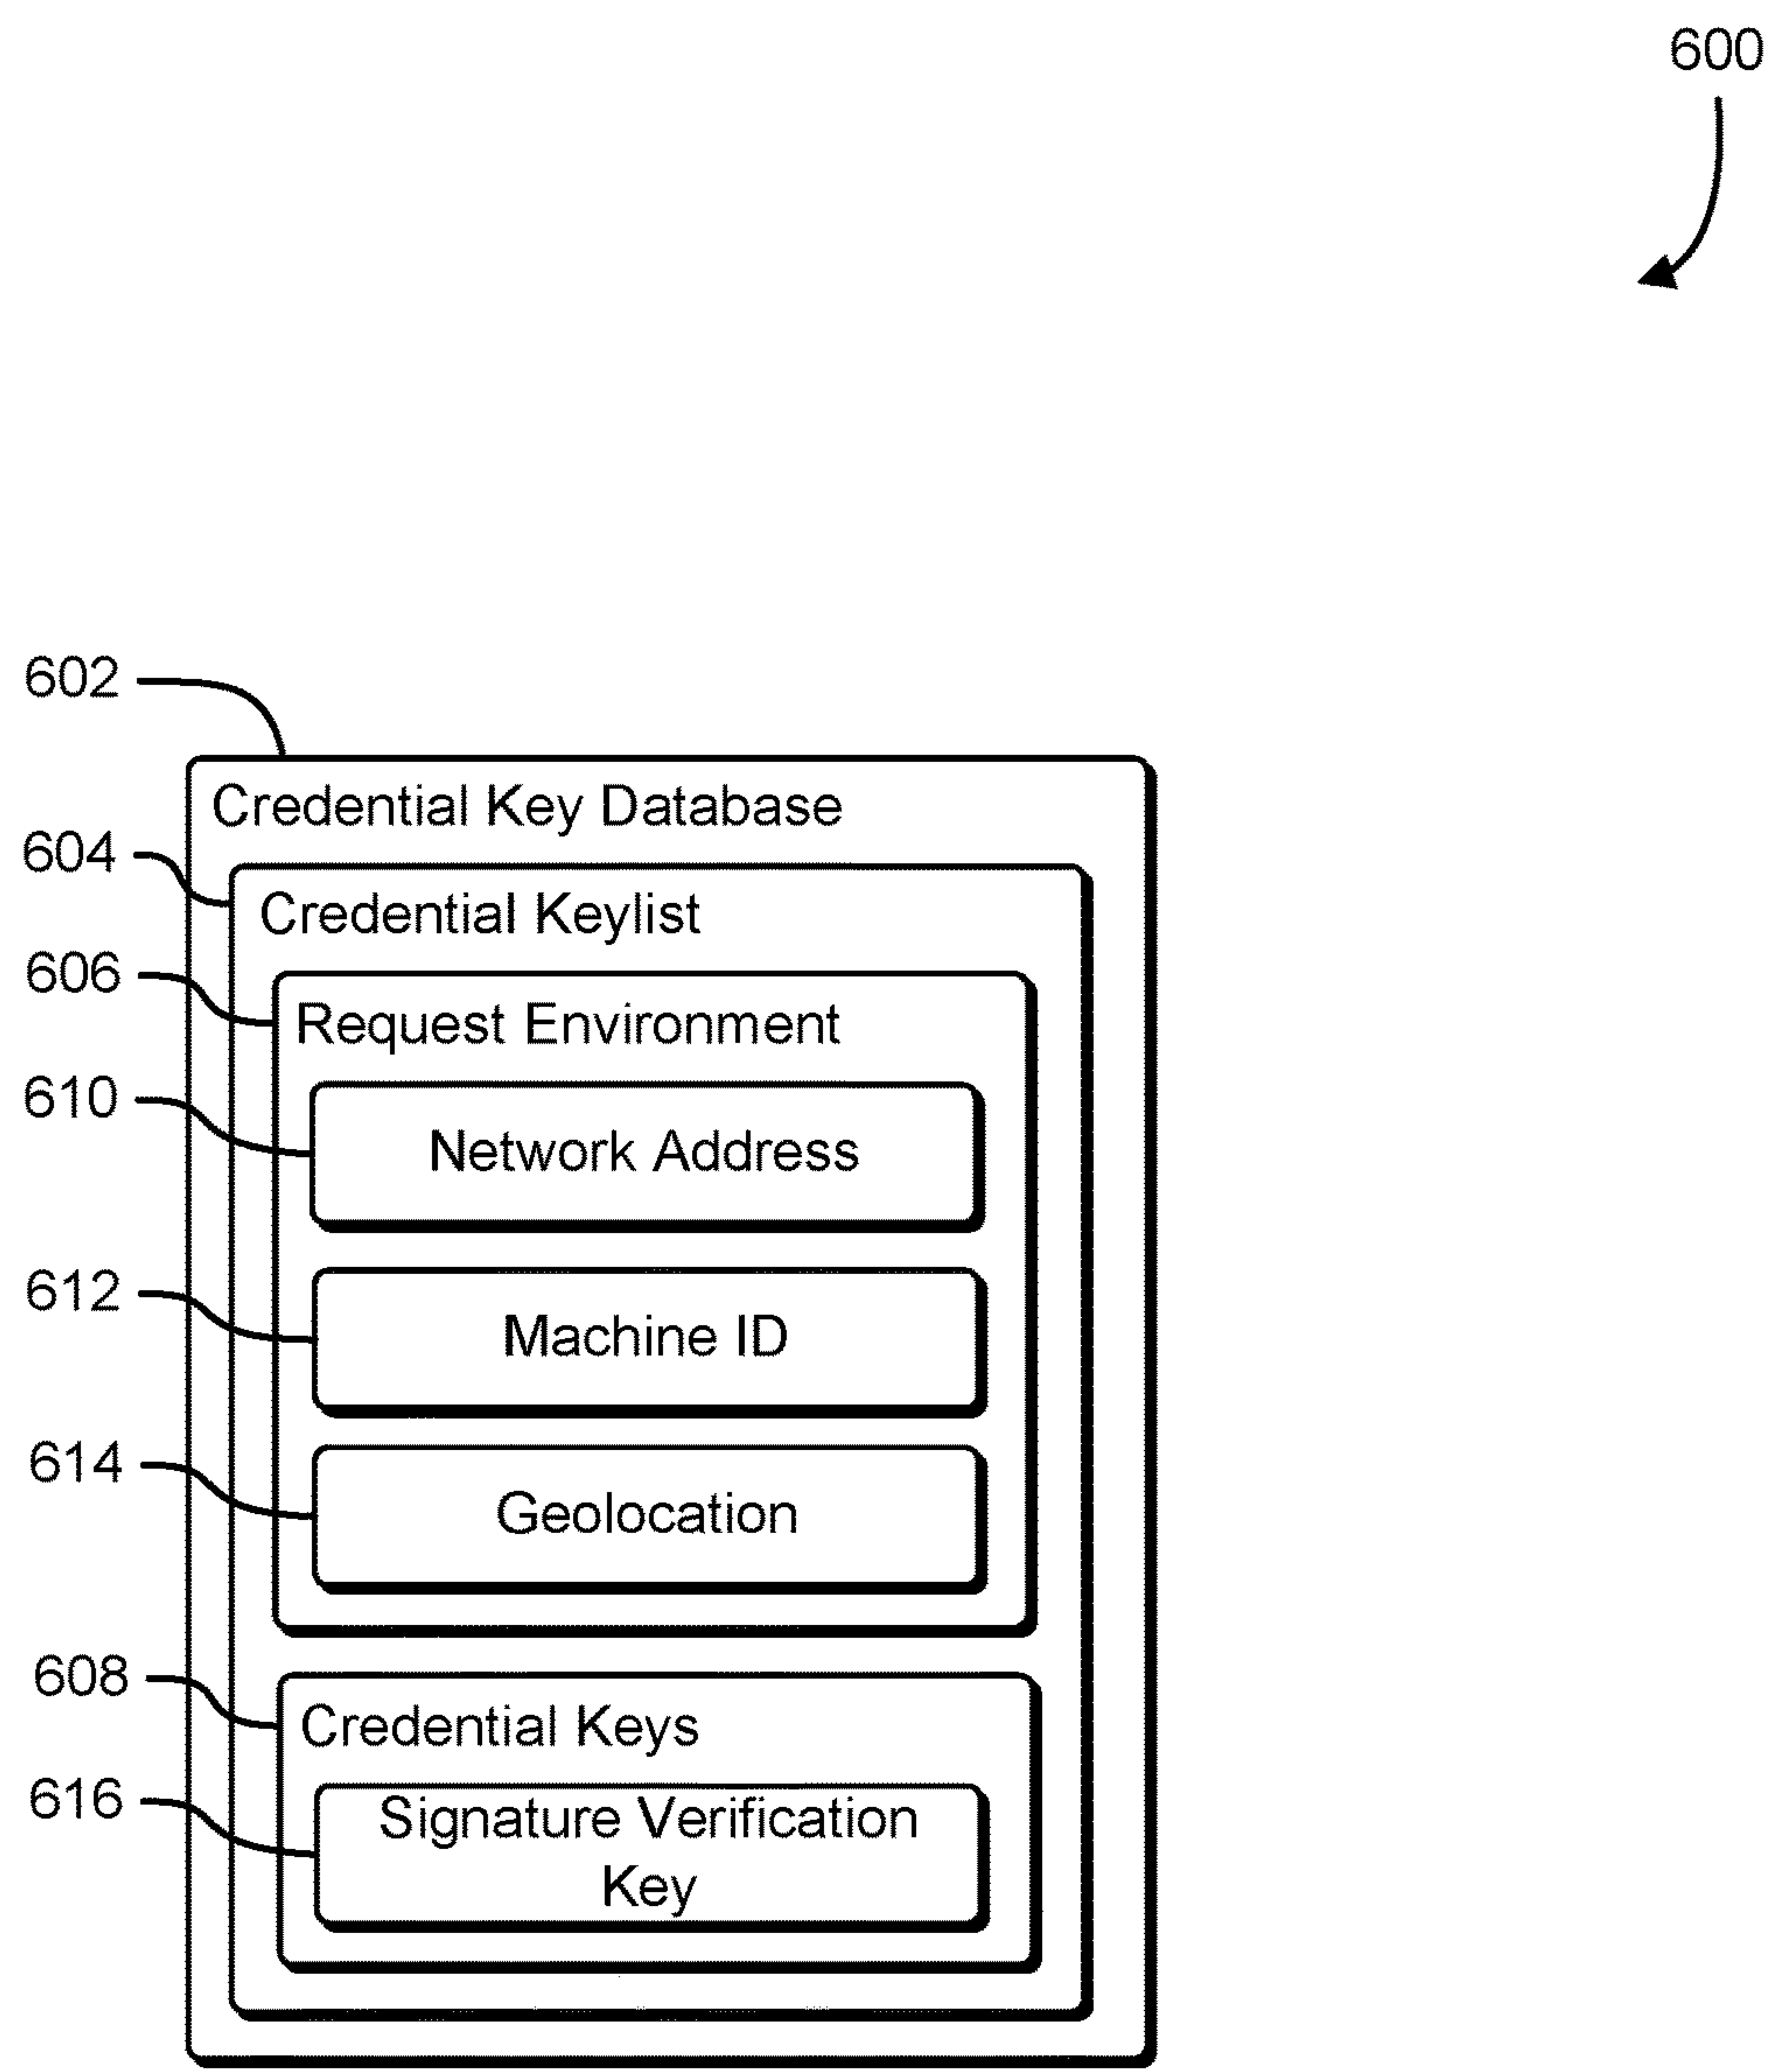 600
602
Credential Key Database
604
Credential Keylist
606
Request Environment
610
Network Address
612
Machine ID
614
Geolocation
608
Credential Keys
616
Signature Verification
Key